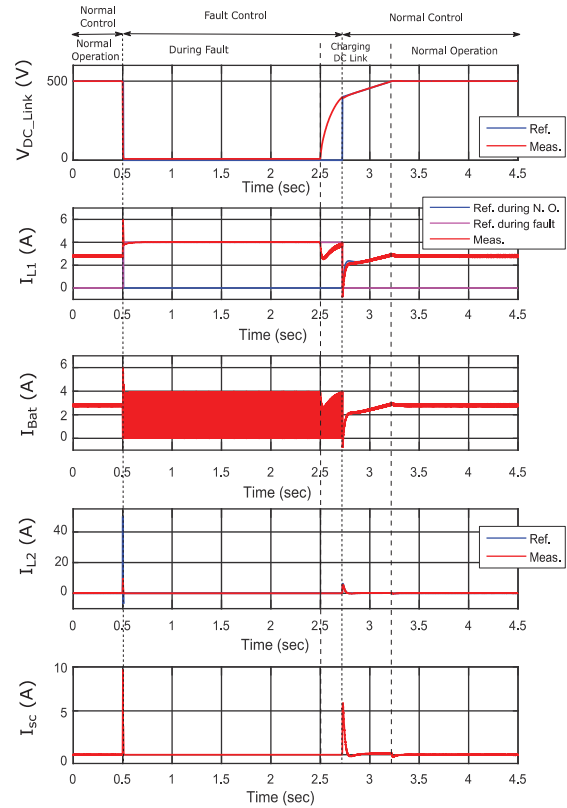 Normal Control
Fault Control
Normal Control
Normal
Operation
During Fault
Charging
DC Link
Normal Operation
V_DC_Link (V)
500
0
Ref.
Meas.
0 0.5 1 1.5 2 2.5 3 3.5 4 4.5
Time (sec)
I_L1 (A)
6
4
2
0
Ref during N. O.
Ref during fault
Meas.
0 0.5 1 1.5 2 2.5 3 3.5 4 4.5
Time (sec)
I_Bat (A)
6
4
2
0
0 0.5 1 1.5 2 2.5 3 3.5 4 4.5
Time (sec)
I_L2 (A)
40
20
0
Ref.
Meas.
0 0.5 1 1.5 2 2.5 3 3.5 4 4.5
Time (sec)
I_sc (A)
10
5
0
0 0.5 1 1.5 2 2.5 3 3.5 4 4.5
Time (sec)